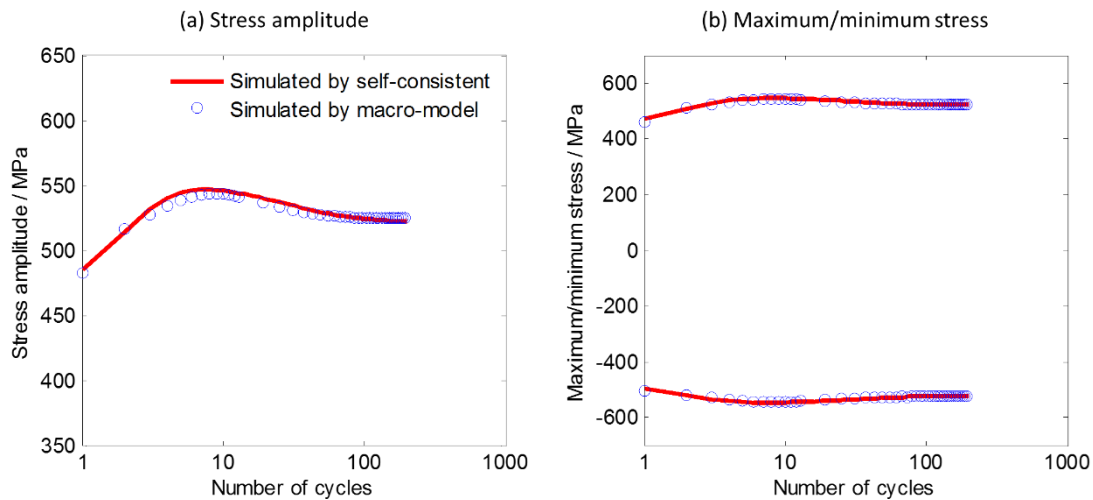 (a) Stress amplitude
650
600
550
500
450
400
350
1
10
100
1000
Stress amplitude / MPa
Number of cycles
Simulated by self-consistent
Simulated by macro-model
(b) Maximum/minimum stress
600
400
200
0
-200
-400
-600
1
10
100
1000
Maximum/minimum stress / MPa
Number of cycles